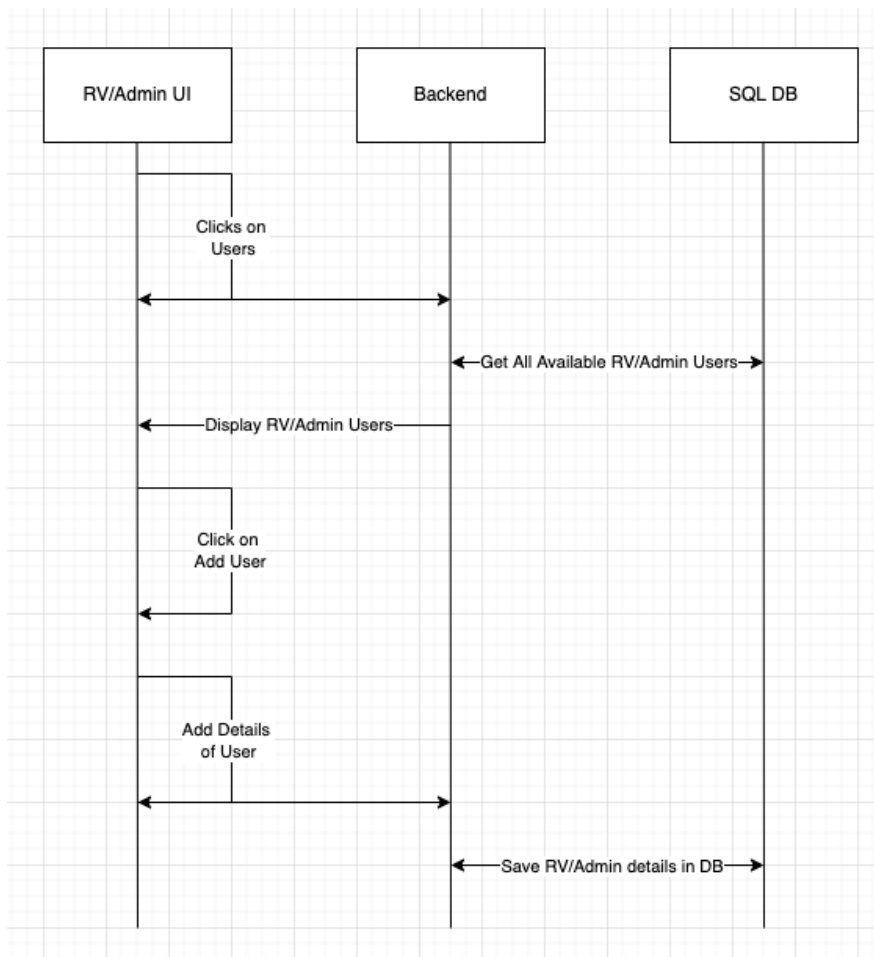 RV/Admin UI
Backend
SQL DB
Clicks on
Users
Get All Available RV/Admin Users
Display RV/Admin Users
Click on
Add User
Add Details
of User
Save RV/Admin details in DB